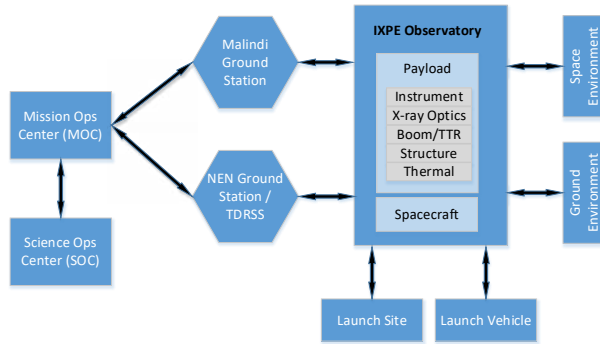 Malindi
Ground
Station
Mission Ops
Center (MOC)
NEN Ground
Station /
TDRSS
Science Ops
Center (SOC)
IXPE Observatory
Payload
Instrument
X-ray Optics
Boom/TTR
Structure
Thermal
Spacecraft
Space
Environment
Ground
Environment
Launch Site
Launch Vehicle